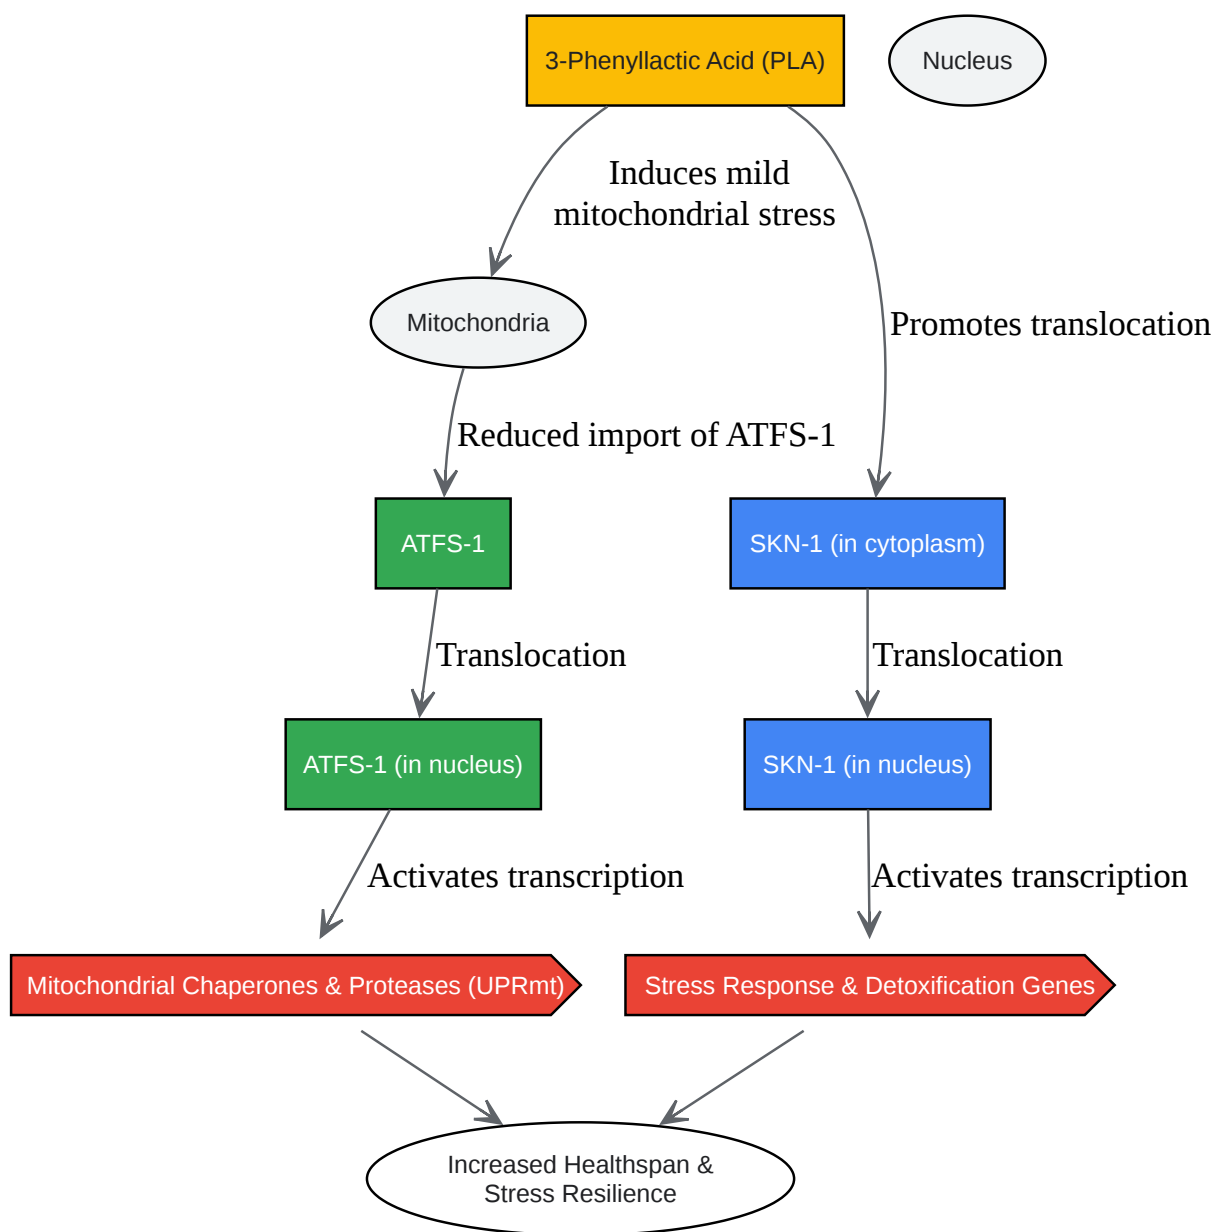 3-Phenyllactic Acid (PLA)
Nucleus
Induces mild
mitochondrial stress
Mitochondria
Promotes translocation
Reduced import of ATFS-1
ATFS-1
SKN-1 (in cytoplasm)
Translocation
Translocation
ATFS-1 (in nucleus)
SKN-1 (in nucleus)
Activates transcription
Activates transcription
Mitochondrial Chaperones & Proteases (UPRmt)
Stress Response & Detoxification Genes
Increased Healthspan &
Stress Resilience